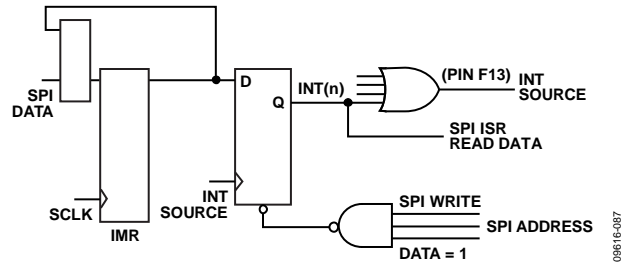 SPI
DATA
SCLK
IMR
D
Q
INT
SOURCE
INT(n)
(PIN F13)
INT
SOURCE
SPI ISR
READ DATA
SPI WRITE
SPI ADDRESS
DATA = 1
09616-087